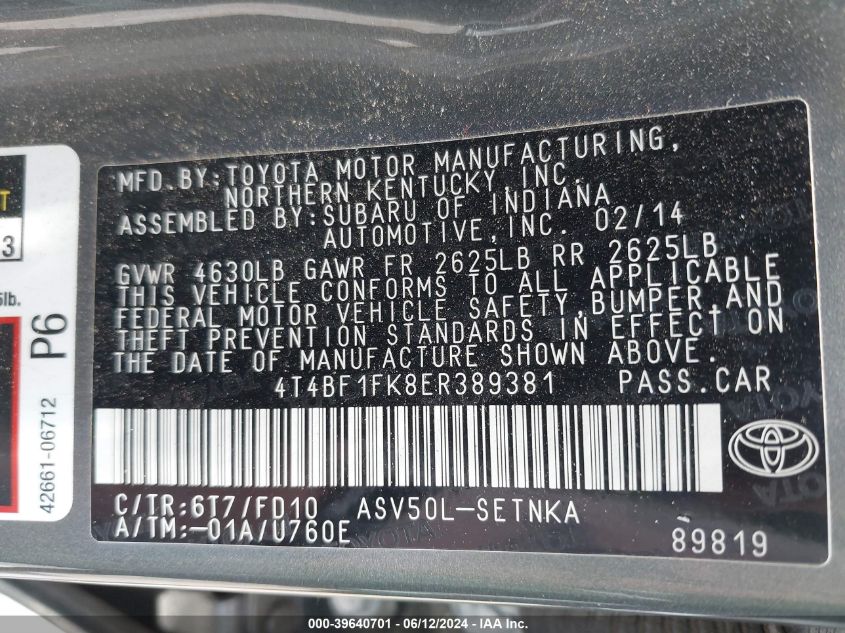 MFD.BY:TOYOTA MOTOR MANUFACTURING,
NORTHERN KENTUCKY,INC.
ASSEMBLED BY:SUBARU OF INDIANA
AUTOMOTIVE,INC. 02/14
GVWR 4630LB GAWR FR 2625LB RR 2625LB
THIS VEHICLE CONFORMS TO ALL APPLICABLE
FEDERAL MOTOR VEHICLE SAFETY,BUMPER,AND
THEFT PREVENTION STANDARDS IN EFFECT ON
THE DATE OF MANUFACTURE SHOWN ABOVE.
4T4BF1FK8ER389381 PASS.CAR
C/TR:6T7/FD10 ASV50L-SETNKA
A/TM:-01A/U760E
89819
T
3
lb.
P6
42661-06712
000-39640701 - 06/12/2024 - IAA Inc.